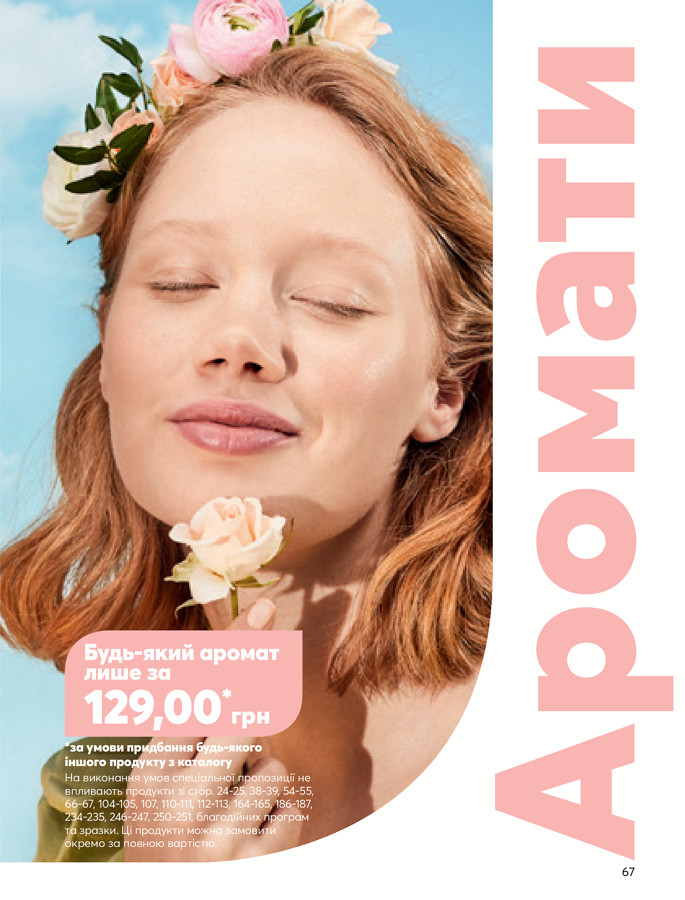 Аромати
Будь-який аромат
лише за
129,00* грн
*за умови придбання будь-якого
іншого продукту з каталогу
На виконання умов спеціальної пропозиції не
впливають продукти зі стор. 24-25, 38-39, 54-55,
66-67, 104-105, 107, 110-111, 112-113, 164-165, 186-187,
234-235, 246-247, 250-251, благодійних програм
та зразки. Ці продукти можна замовити
окремо за повною вартістю.
67